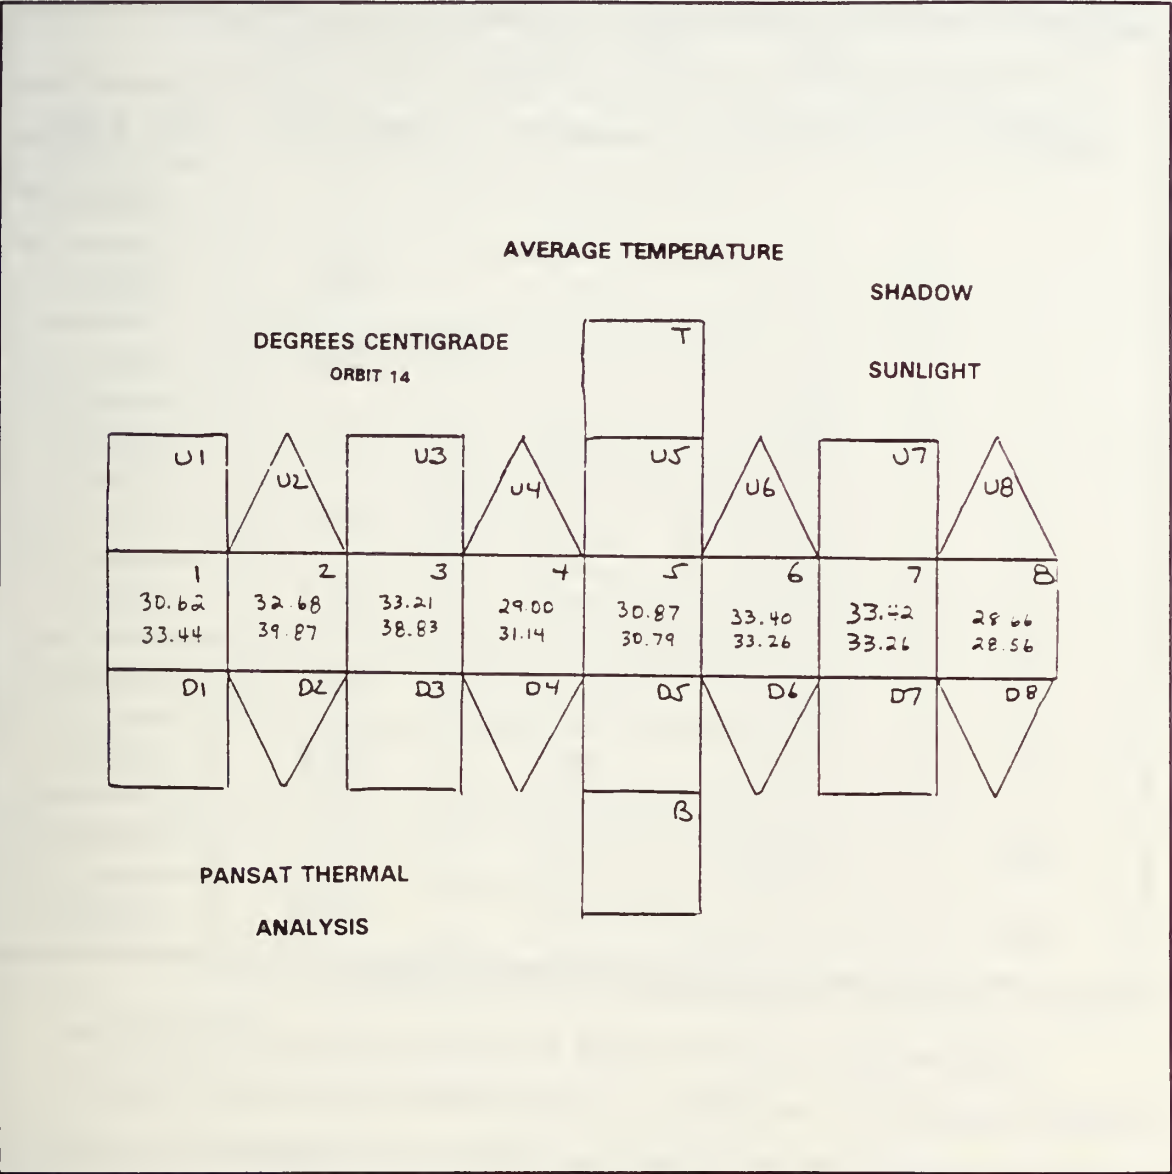 AVERAGE TEMPERATURE
SHADOW
DEGREES CENTIGRADE
SUNLIGHT
ORBIT 14
T
U1 U2 U3 U4 U5 U6 U7 U8
1 2 3 4 5 6 7 8
30.62 32.68 33.21 29.00 30.87 33.40 33.42 28.66
33.44 39.87 38.83 31.14 30.79 33.26 33.26 28.56
D1 D2 D3 D4 D5 D6 D7 D8
B
PANSAT THERMAL
ANALYSIS